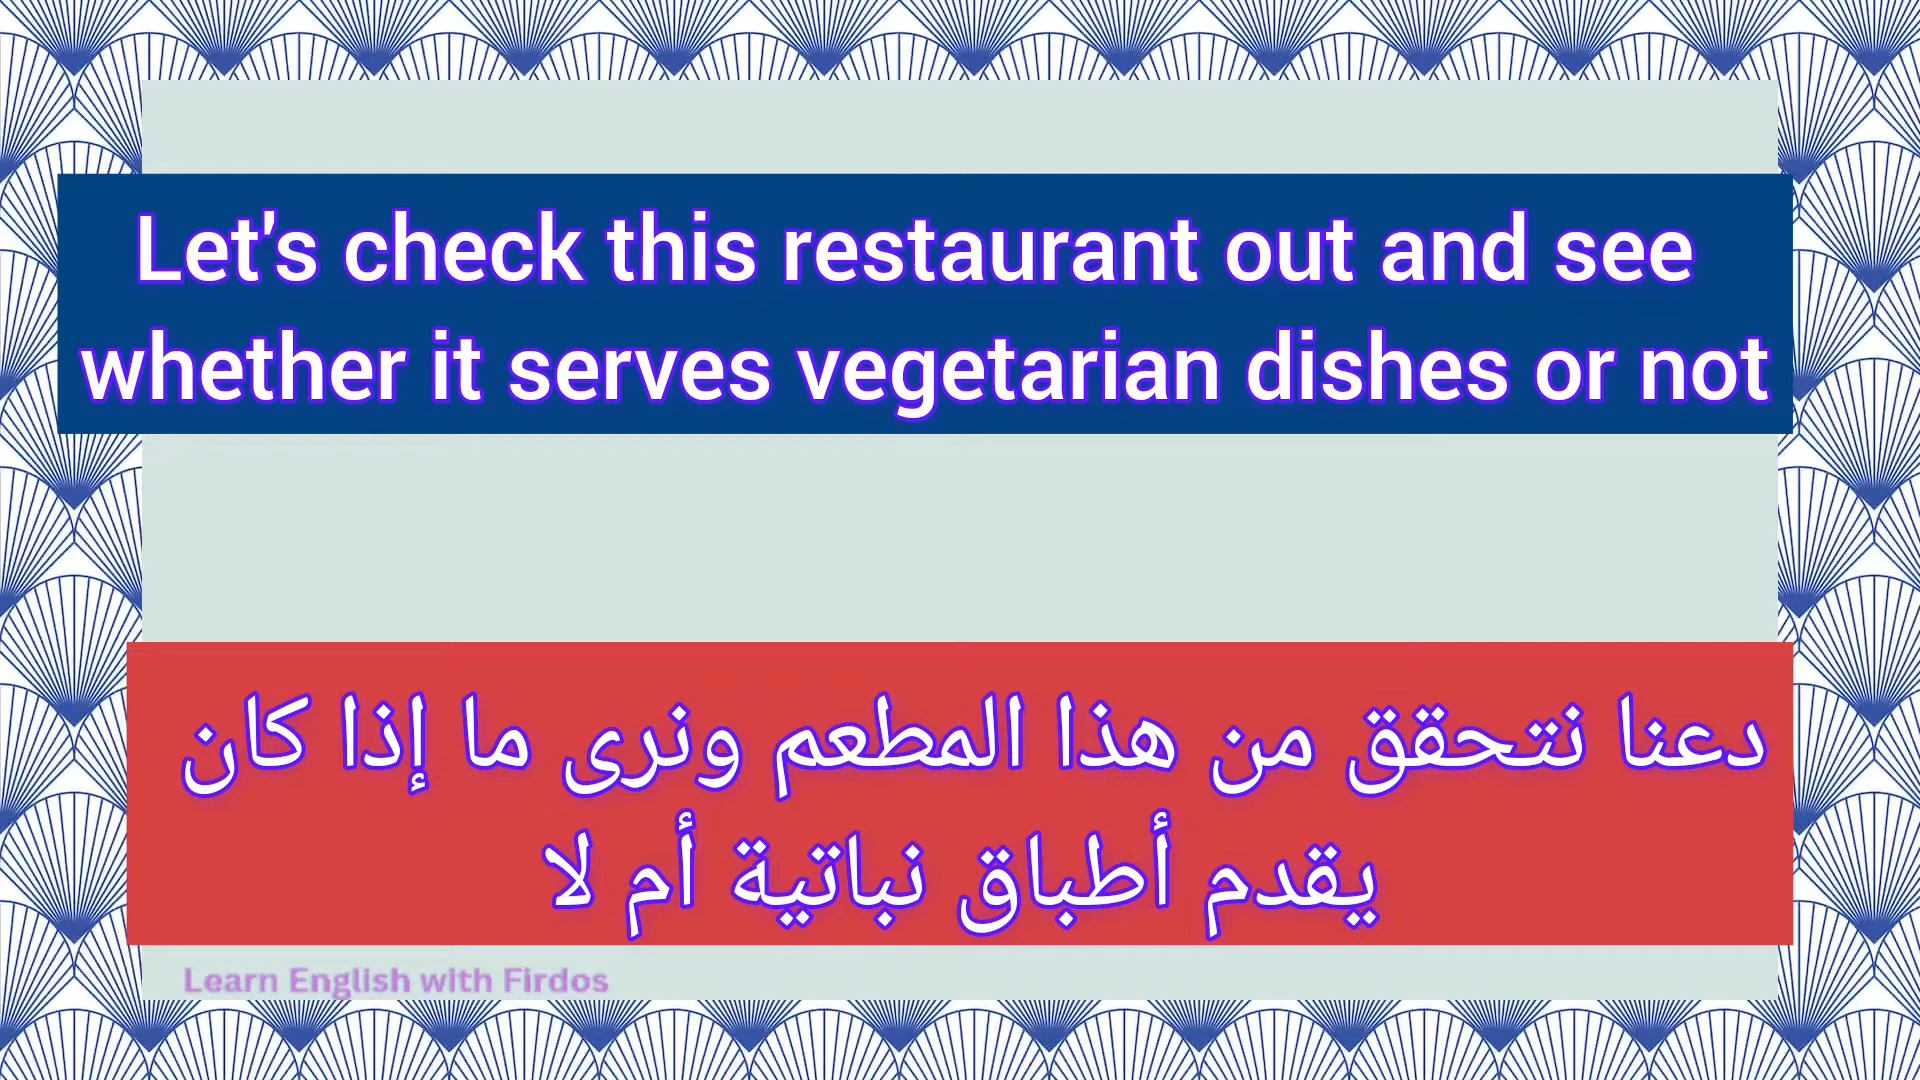 Let's check this restaurant out and see
whether it serves vegetarian dishes or not
دعنا نتحقق من هذا المطعم ونرى ما إذا كان
يقدم أطباق نباتية أم لا
Learn English with Firdos